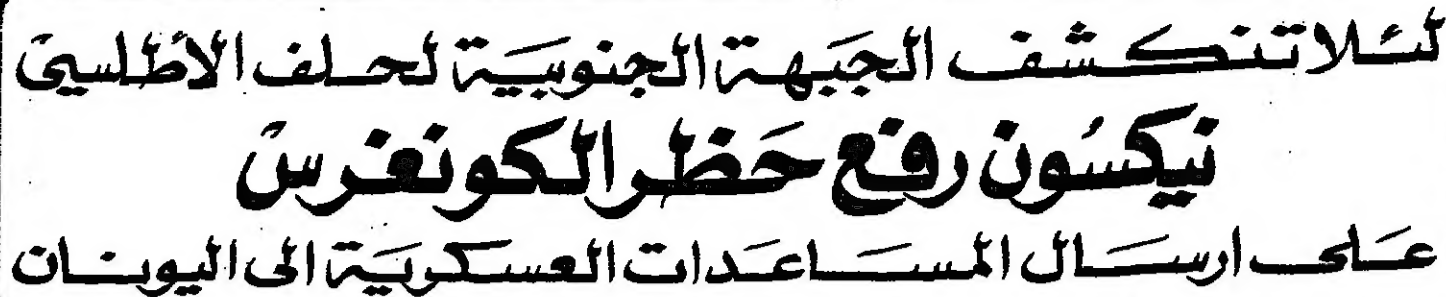 لئلا تنكشف الجبهة الجنوبية لحلف الأطلسي
نيكسون رفع حظر الكونغرس
على ارسال المساعدات العسكرية الى اليونان